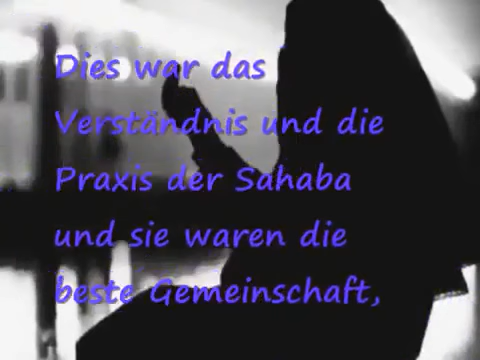 Dies war das
Verständnis und die
Praxis der Sahaba
und sie waren die
beste Gemeinschaft,